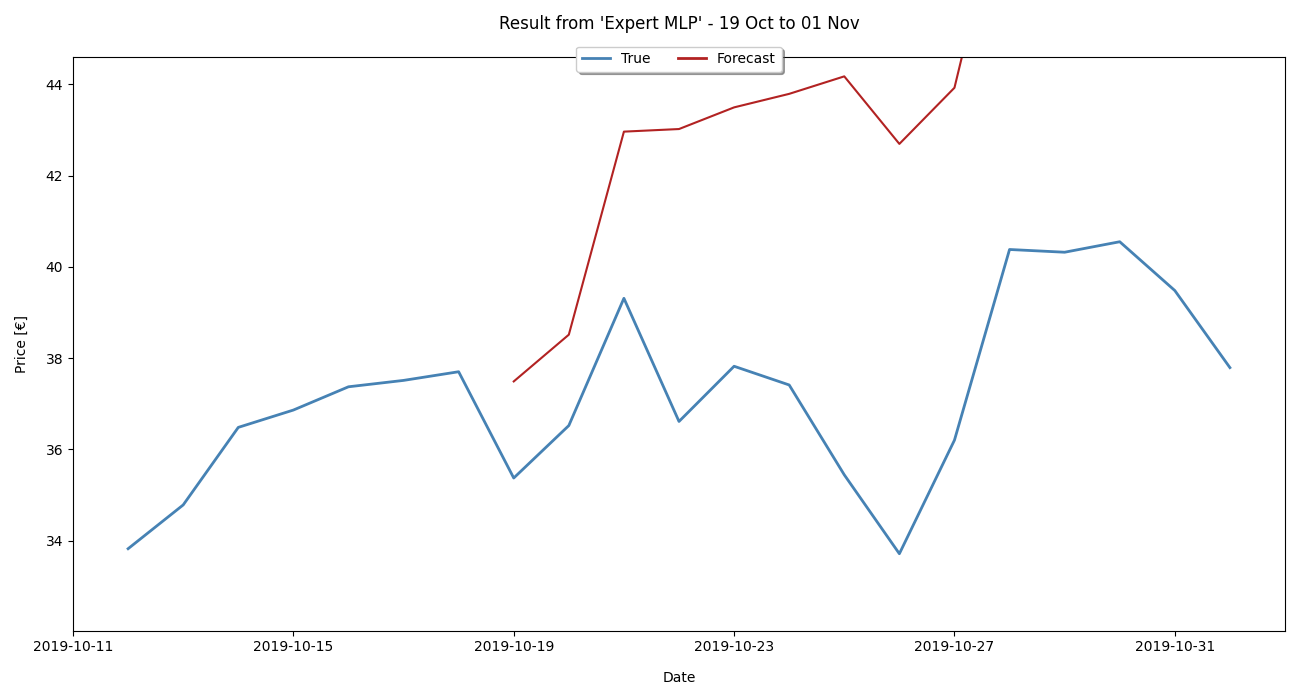 Result from 'Expert MLP' - 19 Oct to 01 Nov
True Forecast
44
42
40
38
36
34
Price [€]
2019-10-11 2019-10-15 2019-10-19 2019-10-23 2019-10-27 2019-10-31
Date